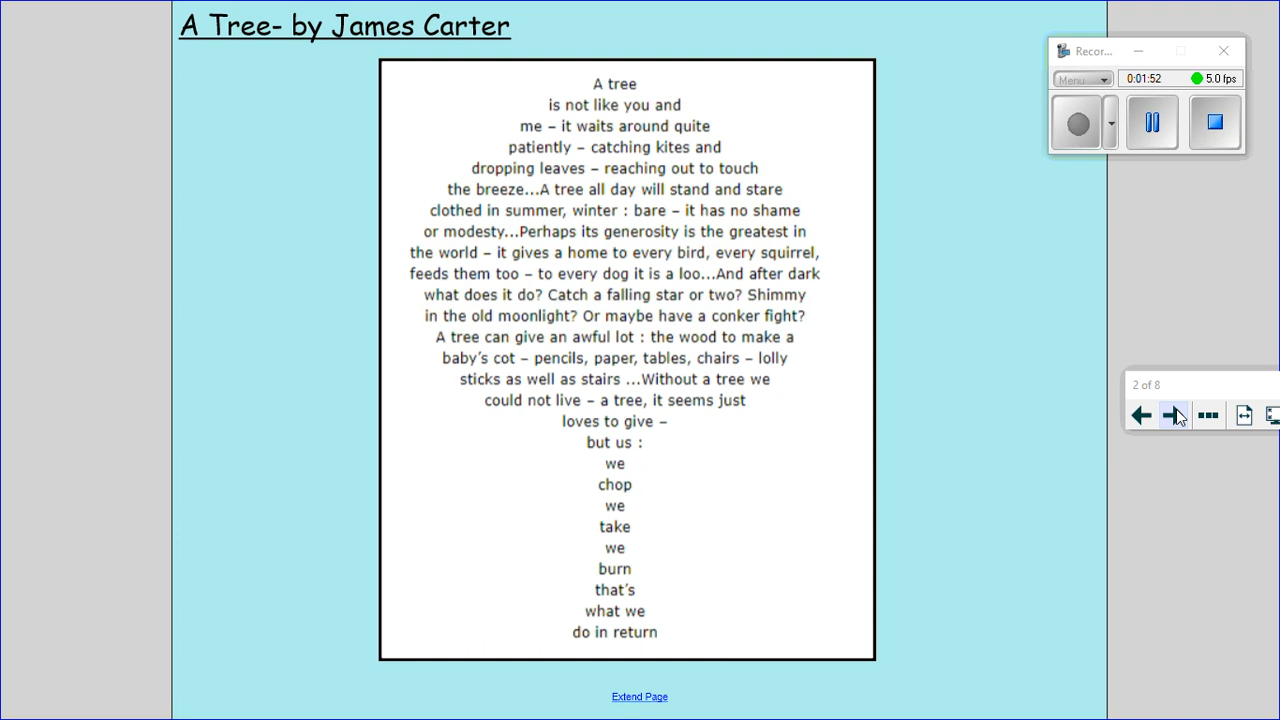 A Tree- by James Carter
A tree
is not like you and
me – it waits around quite
patiently – catching kites and
dropping leaves – reaching out to touch
the breeze...A tree all day will stand and stare
clothed in summer, winter : bare – it has no shame
or modesty...Perhaps its generosity is the greatest in
the world – it gives a home to every bird, every squirrel,
feeds them too – to every dog it is a loo...And after dark
what does it do? Catch a falling star or two? Shimmy
in the old moonlight? Or maybe have a conker fight?
A tree can give an awful lot : the wood to make a
baby's cot – pencils, paper, tables, chairs – lolly
sticks as well as stairs ...Without a tree we
could not live – a tree, it seems just
loves to give –
but us :
we
chop
we
take
we
burn
that's
what we
do in return
Extend Page
Recor...
Menu
0:01:52
5.0 fps
2 of 8